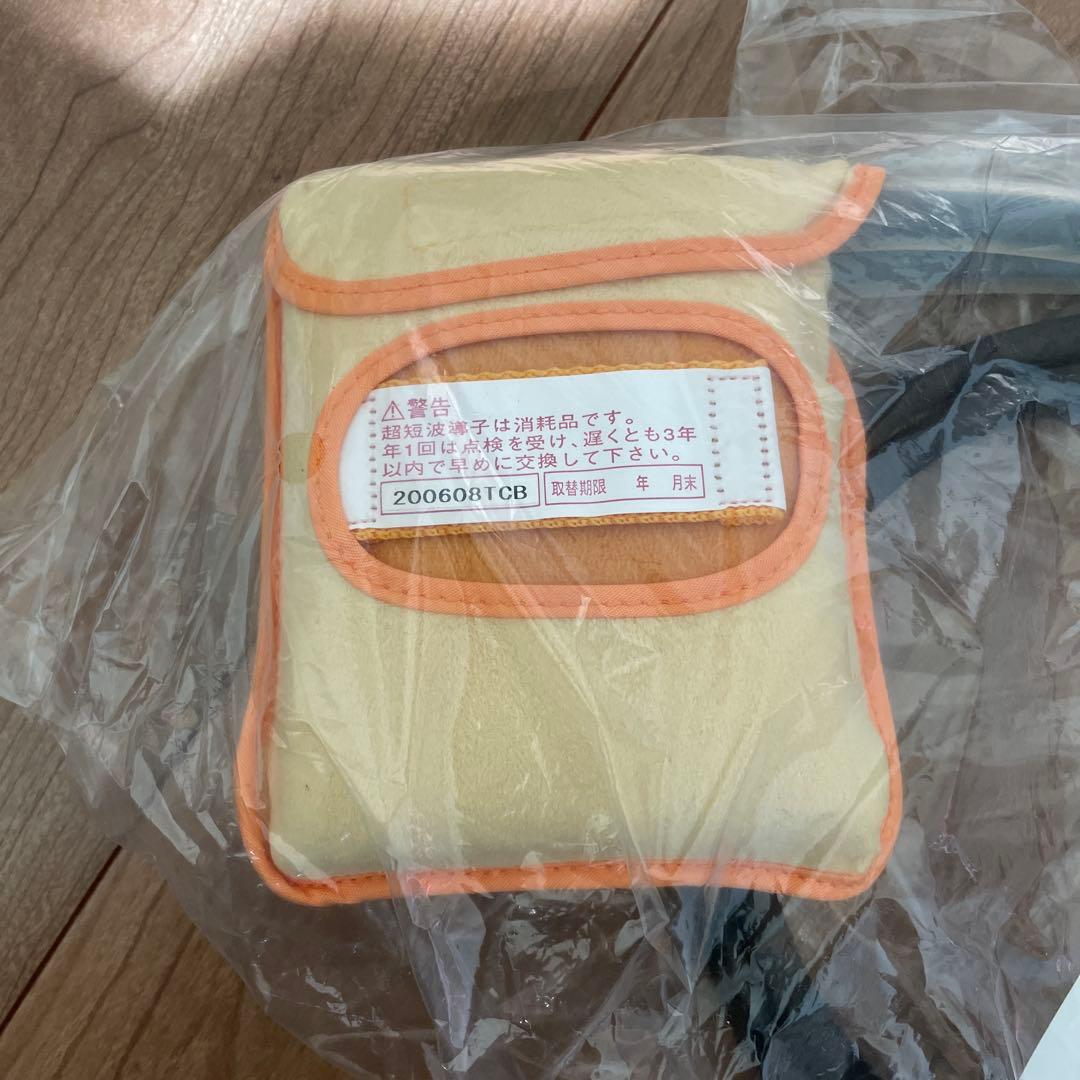 ⚠警告
超短波導子は消耗品です。
年1回は点検を受け、遅くとも3年
以内で早めに交換して下さい。
200608TCB 取替期限 年 月末